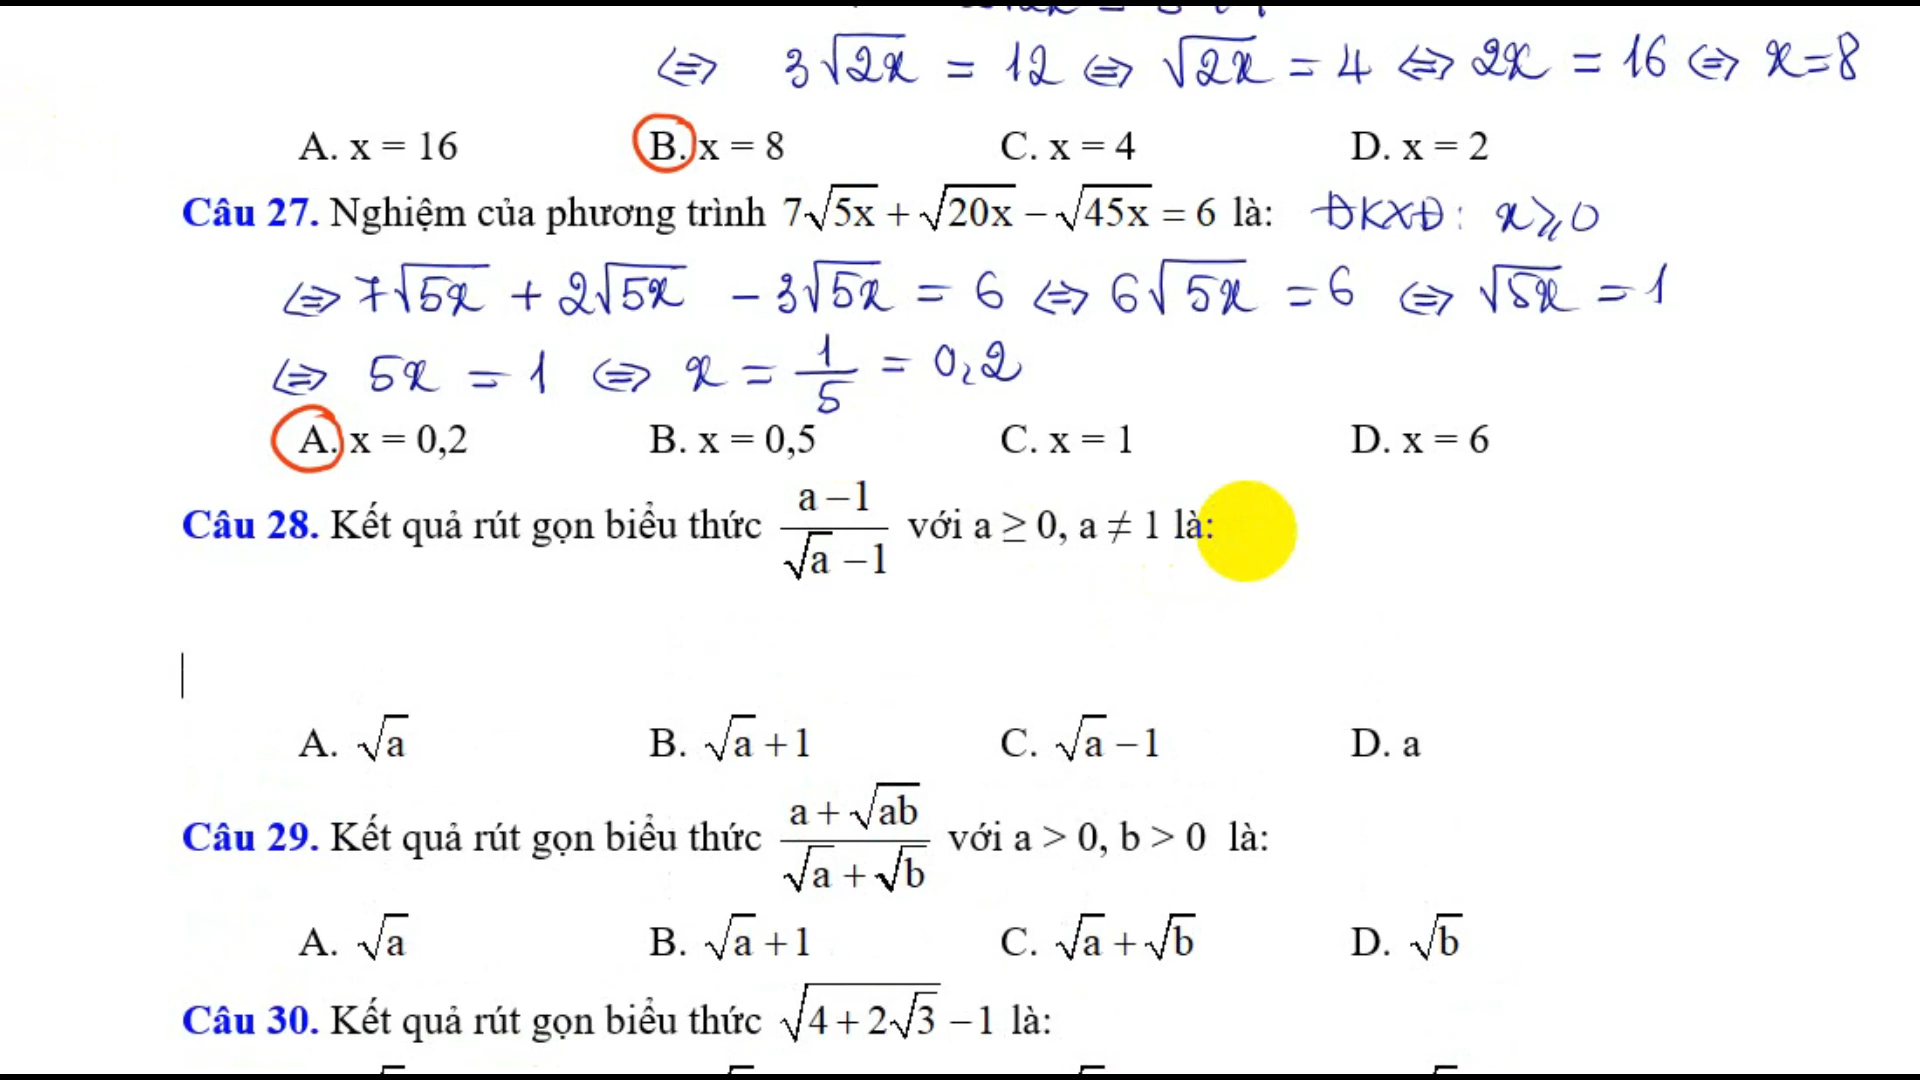 ⇔ 3√2x = 12 ⇔ √2x = 4 ⇔ 2x = 16 ⇔ x=8
A. x = 16 B. x = 8 C. x = 4 D. x = 2
Câu 27. Nghiệm của phương trình 7√5x + √20x − √45x = 6 là: ĐKXĐ: x ⩾ 0
⇔ 7√5x + 2√5x − 3√5x = 6 ⇔ 6√5x = 6 ⇔ √5x = 1
⇔ 5x = 1 ⇔ x = 1/5 = 0,2
A. x = 0,2 B. x = 0,5 C. x = 1 D. x = 6
Câu 28. Kết quả rút gọn biểu thức (a−1)/(√a −1) với a ≥ 0, a ≠ 1 là:
A. √a B. √a +1 C. √a −1 D. a
Câu 29. Kết quả rút gọn biểu thức (a + √ab)/(√a + √b) với a > 0, b > 0 là:
A. √a B. √a +1 C. √a + √b D. √b
Câu 30. Kết quả rút gọn biểu thức √(4+2√3) −1 là: